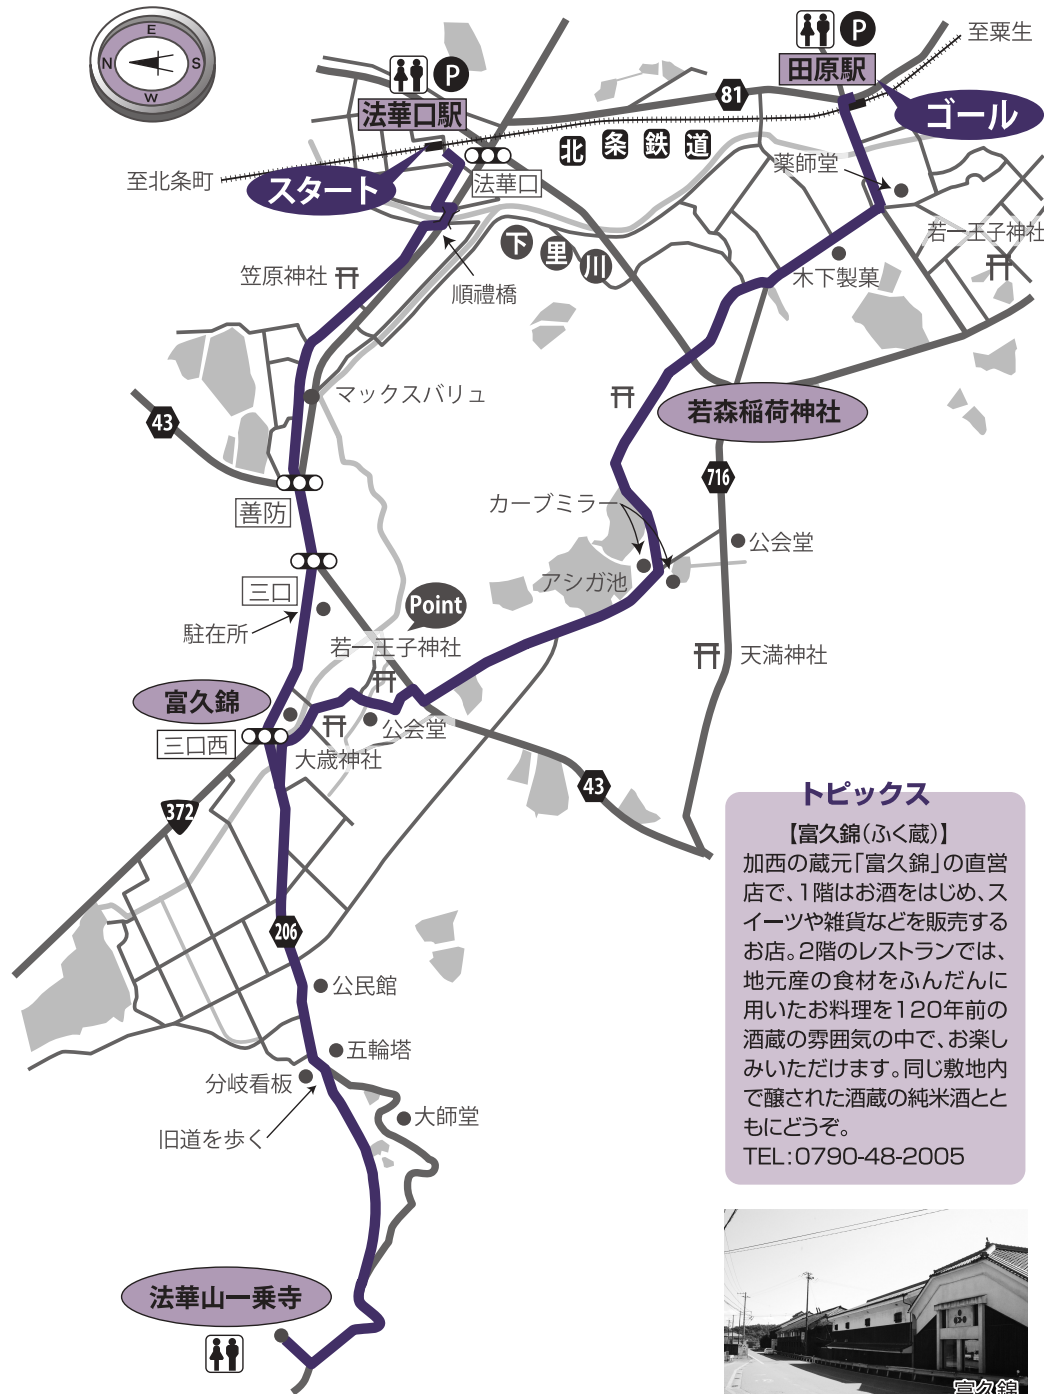 E
N
S
W
P
P
至粟生
田原駅
法華口駅
81
ゴール
北条鉄道
薬師堂
至北条町
スタート
法華口
若一王子神社
下里川
木下製菓
笠原神社
順禮橋
マックスバリュ
43
若森稲荷神社
716
カーブミラー
善防
公会堂
アシガ池
三口
Point
駐在所
若一王子神社
天満神社
富久錦
公会堂
三口西
大歳神社
43
372
トピックス
【富久錦(ふく蔵)】
加西の蔵元「富久錦」の直営
店で、1階はお酒をはじめ、ス
イーツや雑貨などを販売する
お店。2階のレストランでは、
地元産の食材をふんだんに
用いたお料理を120年前の
酒蔵の雰囲気の中で、お楽し
みいただけます。同じ敷地内
で醸された酒蔵の純米酒とと
もにどうぞ。
TEL:0790-48-2005
206
公民館
五輪塔
分岐看板
大師堂
旧道を歩く
法華山一乗寺
富久錦